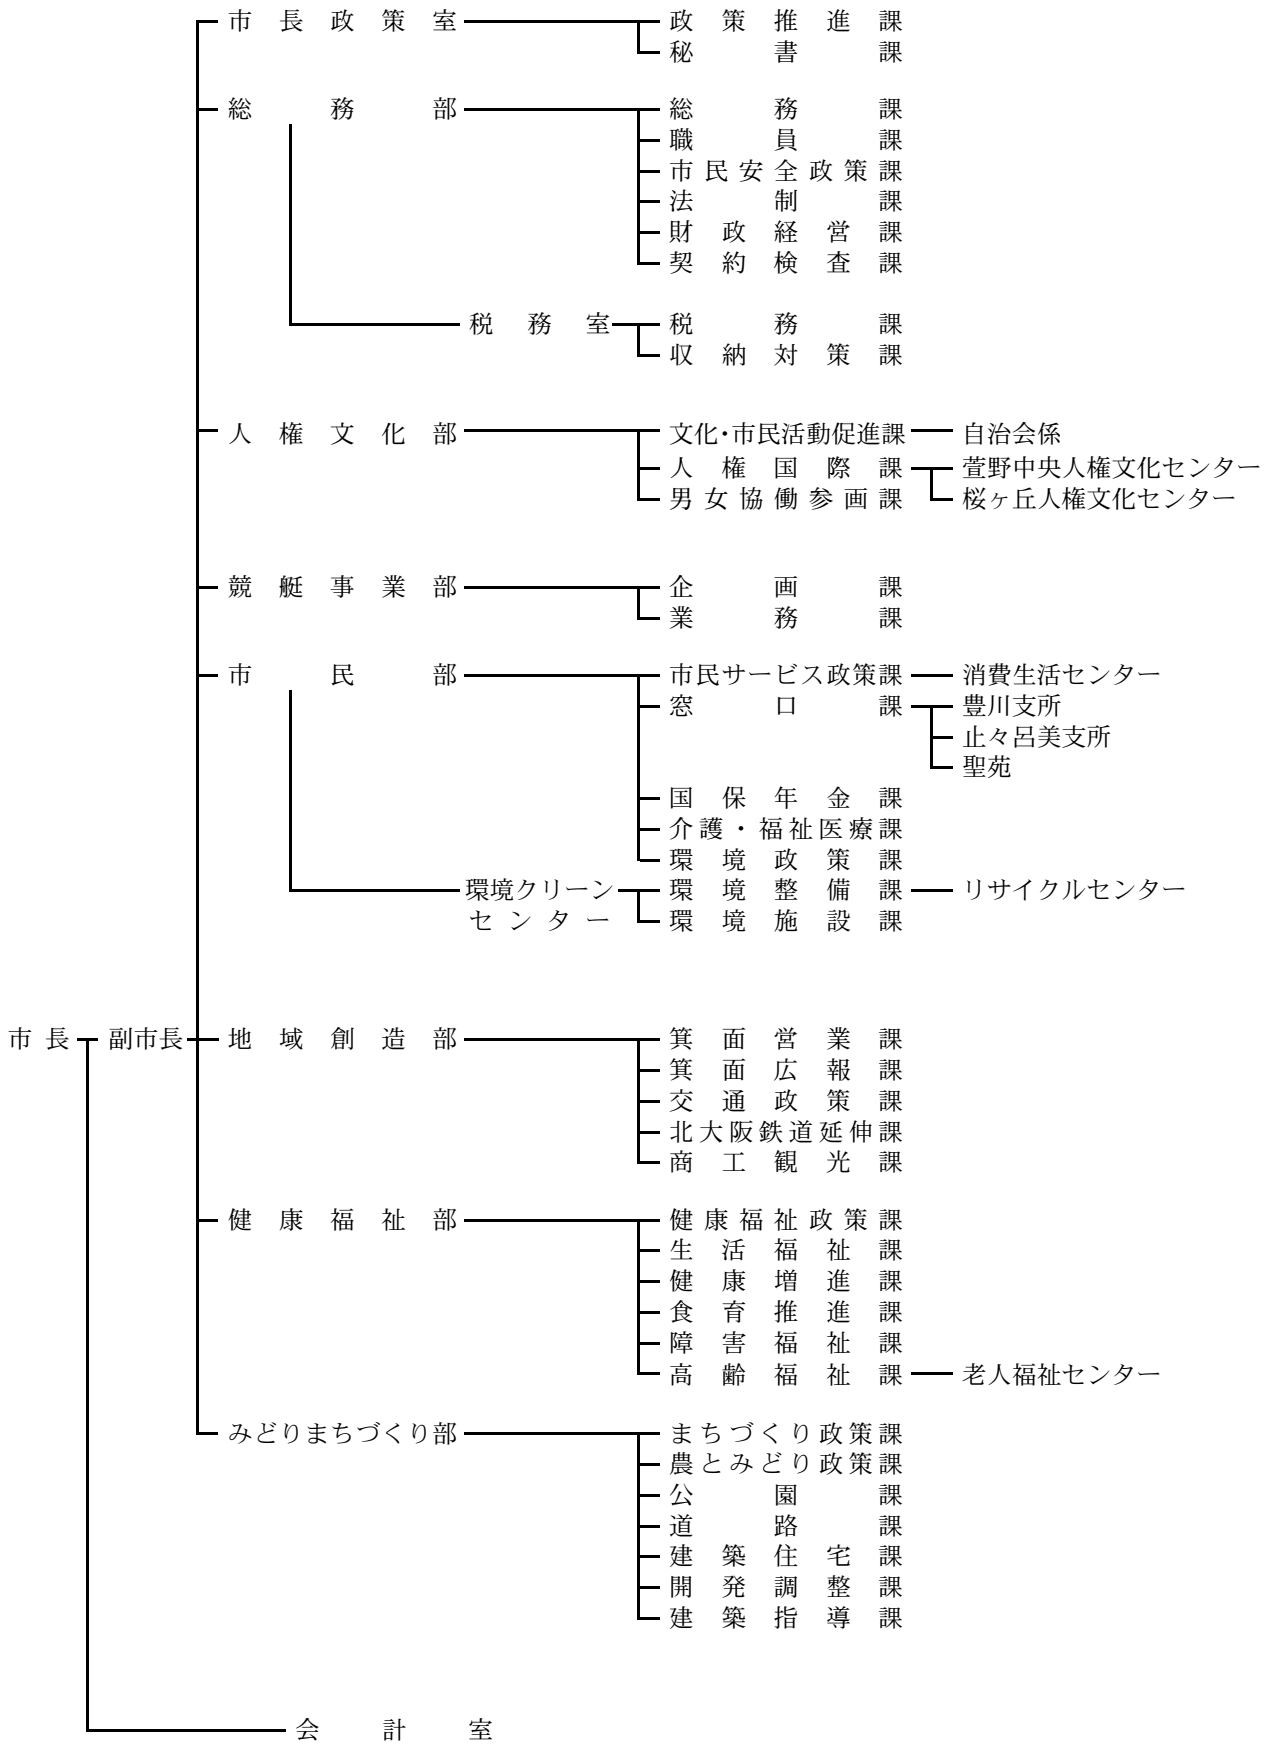 市長政策室 政策推進課
秘書課
総務部 総務課
職員課
市民安全政策課
法制課
財政経営課
契約検査課
税務室 税務課
収納対策課
人権文化部 文化・市民活動促進課 自治会係
人権国際課 萱野中央人権文化センター
男女協働参画課 桜ヶ丘人権文化センター
競艇事業部 企画課
業務課
市民部 市民サービス政策課 消費生活センター
窓口課 豊川支所
止々呂美支所
聖苑
国保年金課
介護・福祉医療課
環境政策課
環境クリーン 環境整備課 リサイクルセンター
センター 環境施設課
市長 副市長 地域創造部 箕面営業課
箕面広報課
交通政策課
北大阪鉄道延伸課
商工観光課
健康福祉部 健康福祉政策課
生活福祉課
健康増進課
食育推進課
障害福祉課
高齢福祉課 老人福祉センター
みどりまちづくり部 まちづくり政策課
農とみどり政策課
公園課
道路課
建築住宅課
開発調整課
建築指導課
会計室